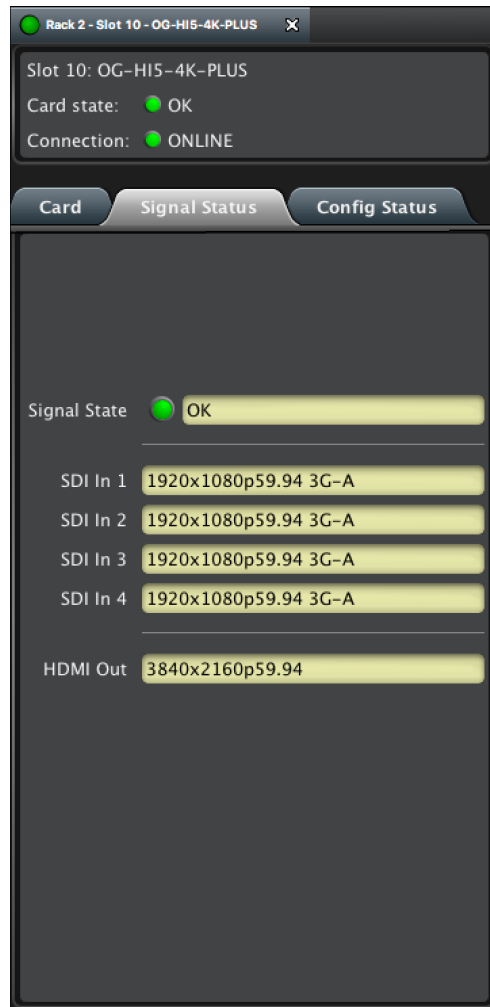 Rack 2 - Slot 10 - OG-HI5-4K-PLUS X
Slot 10: OG-HI5-4K-PLUS
Card state: OK
Connection: ONLINE
Card Signal Status Config Status
Signal State OK
SDI In 1 1920x1080p59.94 3G-A
SDI In 2 1920x1080p59.94 3G-A
SDI In 3 1920x1080p59.94 3G-A
SDI In 4 1920x1080p59.94 3G-A
HDMI Out 3840x2160p59.94